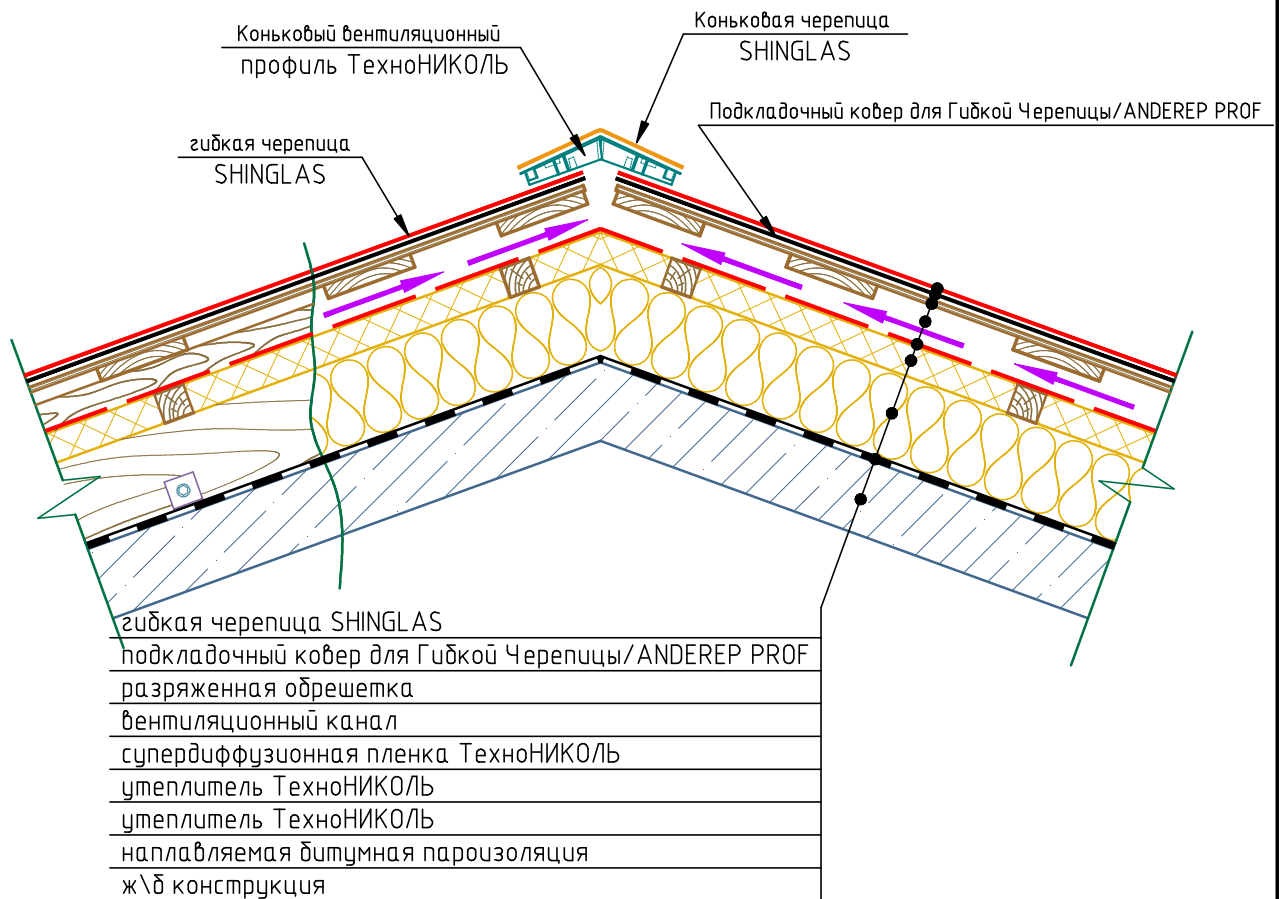 Коньковый вентиляционный
профиль ТехноНИКОЛЬ
Коньковая черепица
SHINGLAS
Подкладочный ковер для Гибкой Черепицы/ANDEREP PROF
гибкая черепица
SHINGLAS
гибкая черепица SHINGLAS
подкладочный ковер для Гибкой Черепицы/ANDEREP PROF
разряженная обрешетка
вентиляционный канал
супердиффузионная пленка ТехноНИКОЛЬ
утеплитель ТехноНИКОЛЬ
утеплитель ТехноНИКОЛЬ
наплавляемая битумная пароизоляция
ж\б конструкция